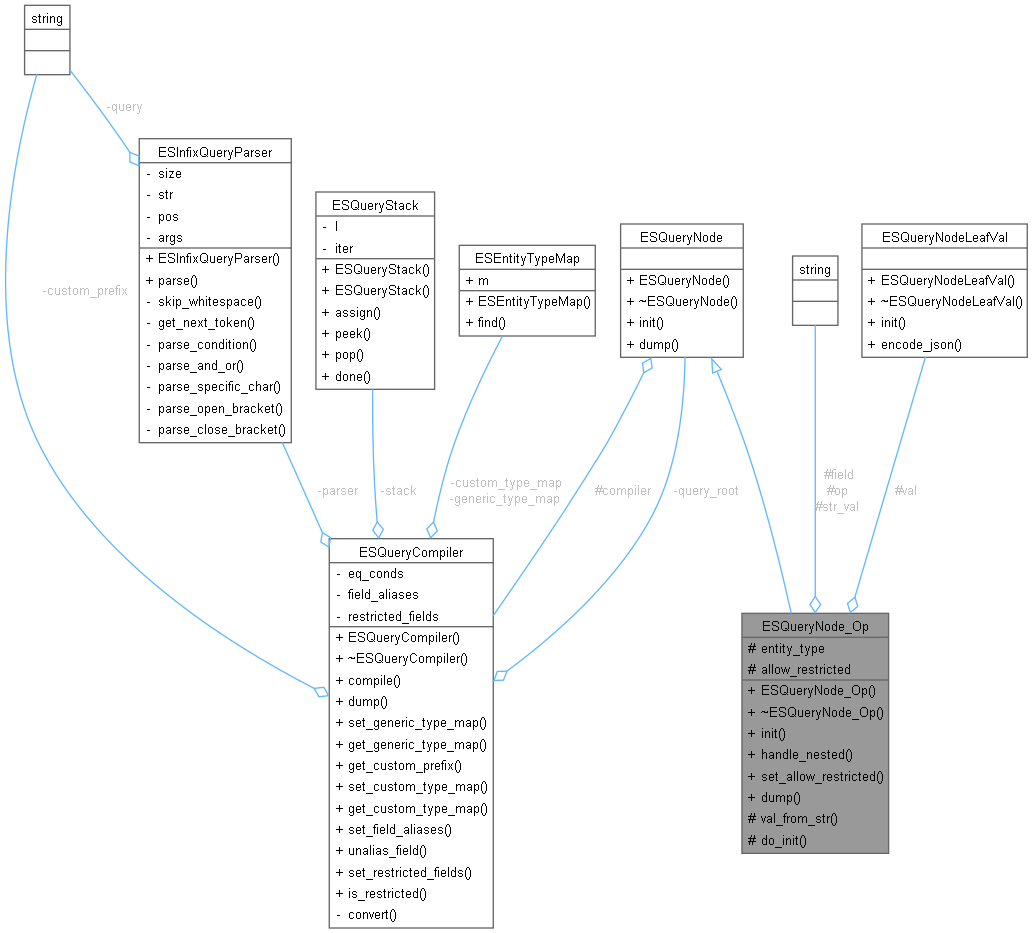 string
-query
-custom_prefix
ESInfixQueryParser
- size
- str
- pos
- args
+ ESInfixQueryParser()
+ parse()
- skip_whitespace()
- get_next_token()
- parse_condition()
- parse_and_or()
- parse_specific_char()
- parse_open_bracket()
- parse_close_bracket()
ESQueryStack
- l
- iter
+ ESQueryStack()
+ ESQueryStack()
+ assign()
+ peek()
+ pop()
+ done()
ESEntityTypeMap
+ m
+ ESEntityTypeMap()
+ find()
ESQueryNode
+ ESQueryNode()
+ ~ESQueryNode()
+ init()
+ dump()
string
ESQueryNodeLeafVal
+ ESQueryNodeLeafVal()
+ ~ESQueryNodeLeafVal()
+ init()
+ encode_json()
-parser
-stack
-custom_type_map
-generic_type_map
#compiler
-query_root
#field
#op
#str_val
#val
ESQueryCompiler
- eq_conds
- field_aliases
- restricted_fields
+ ESQueryCompiler()
+ ~ESQueryCompiler()
+ compile()
+ dump()
+ set_generic_type_map()
+ get_generic_type_map()
+ get_custom_prefix()
+ set_custom_type_map()
+ get_custom_type_map()
+ set_field_aliases()
+ unalias_field()
+ set_restricted_fields()
+ is_restricted()
- convert()
ESQueryNode_Op
# entity_type
# allow_restricted
+ ESQueryNode_Op()
+ ~ESQueryNode_Op()
+ init()
+ handle_nested()
+ set_allow_restricted()
+ dump()
# val_from_str()
# do_init()